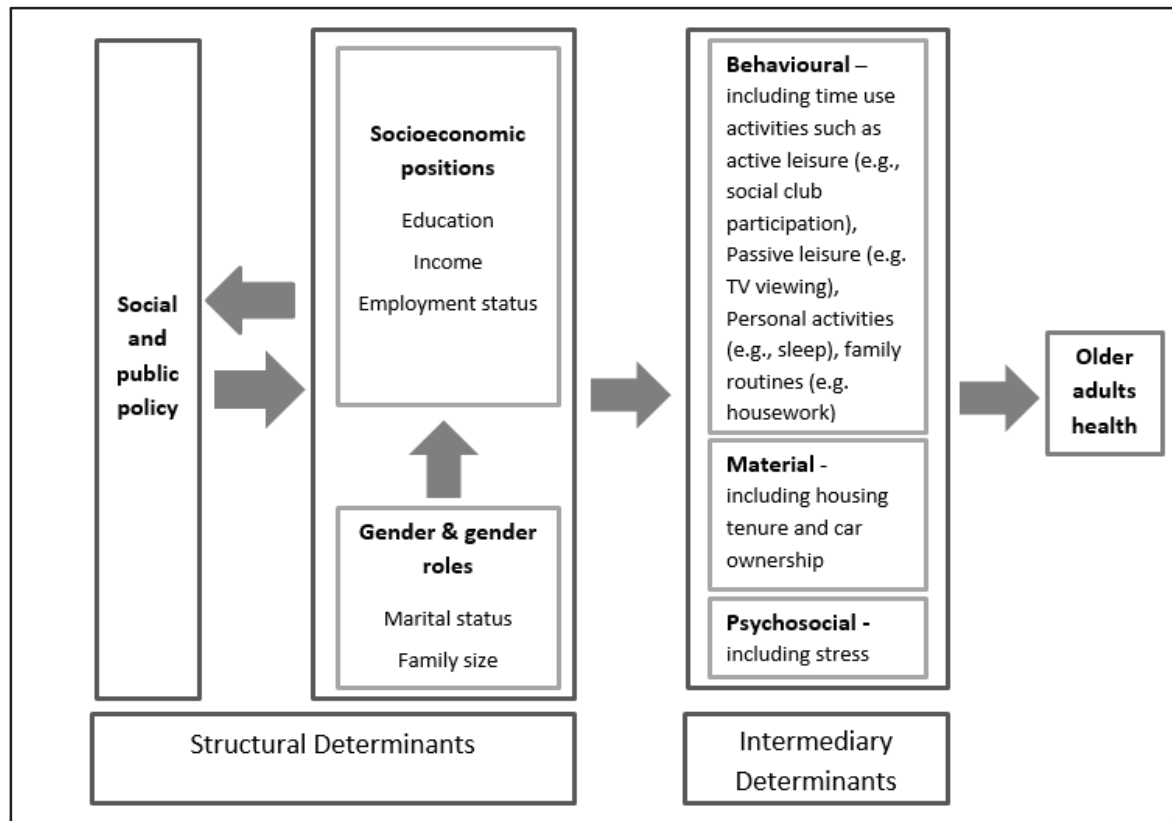 Social
and
public
policy
Socioeconomic
positions
Education
Income
Employment status
Gender & gender
roles
Marital status
Family size
Behavioural –
including time use
activities such as
active leisure (e.g.,
social club
participation),
Passive leisure (e.g.
TV viewing),
Personal activities
(e.g., sleep), family
routines (e.g.
housework)
Material -
including housing
tenure and car
ownership
Psychosocial -
including stress
Older
adults
health
Structural Determinants
Intermediary
Determinants